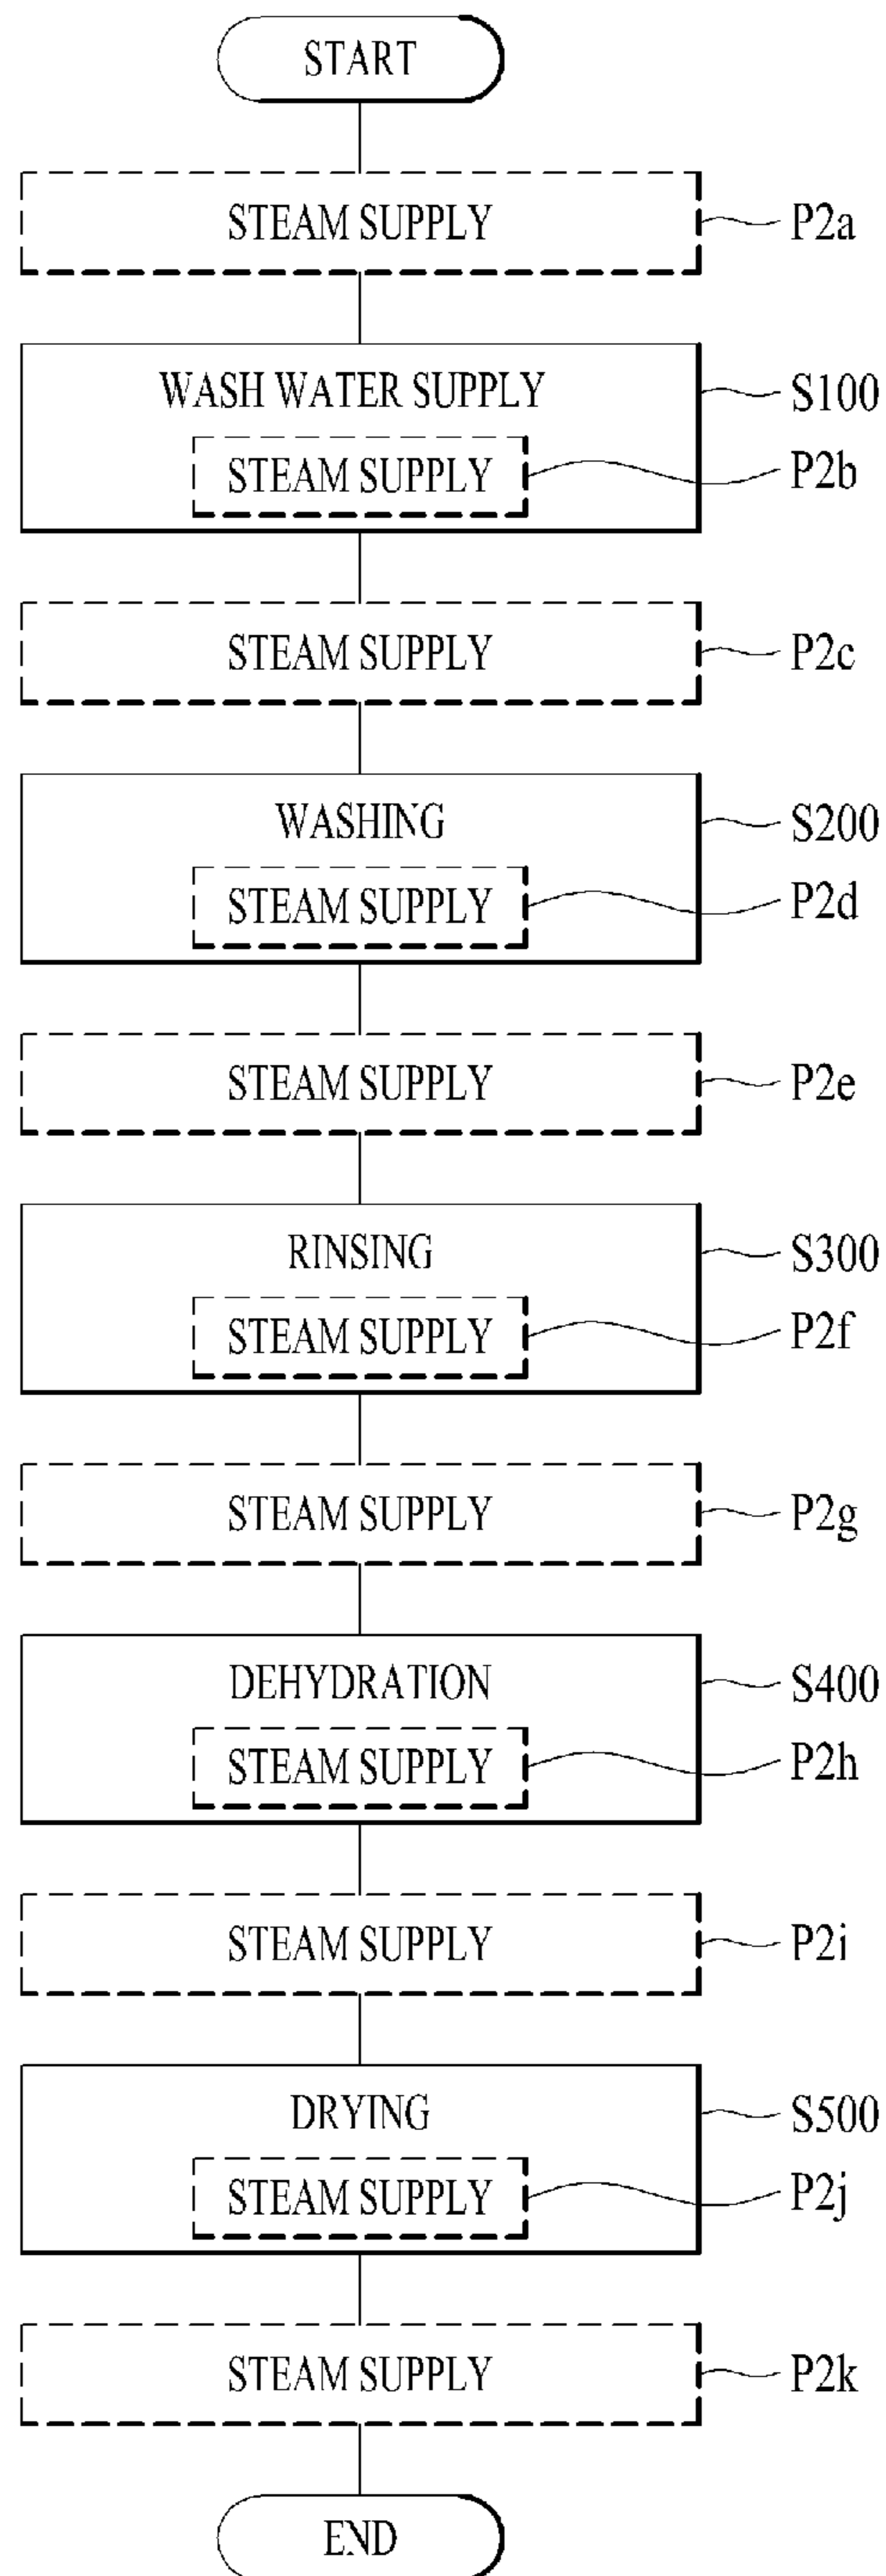 START
STEAM SUPPLY
P2a
WASH WATER SUPPLY
S100
STEAM SUPPLY
P2b
STEAM SUPPLY
P2c
WASHING
S200
STEAM SUPPLY
P2d
STEAM SUPPLY
P2e
RINSING
S300
STEAM SUPPLY
P2f
STEAM SUPPLY
P2g
DEHYDRATION
S400
STEAM SUPPLY
P2h
STEAM SUPPLY
P2i
DRYING
S500
STEAM SUPPLY
P2j
STEAM SUPPLY
P2k
END